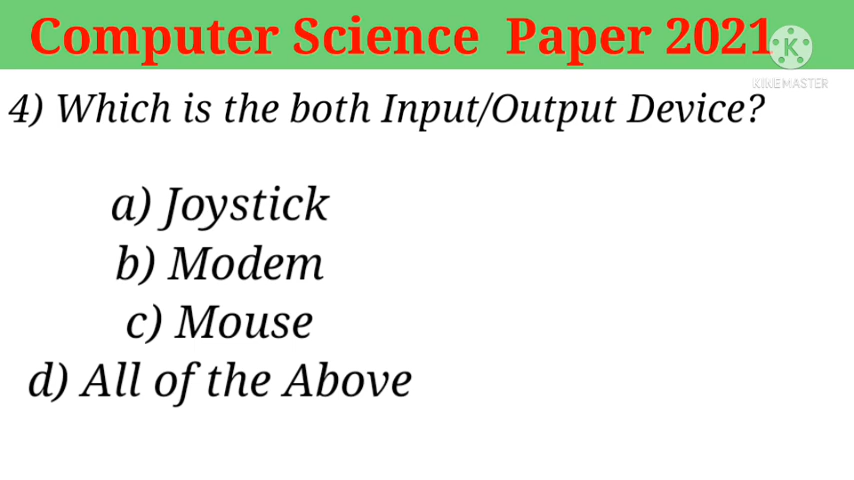 Computer Science Paper 2021
K
KINEMASTER
4) Which is the both Input/Output Device?
a) Joystick
b) Modem
c) Mouse
d) All of the Above